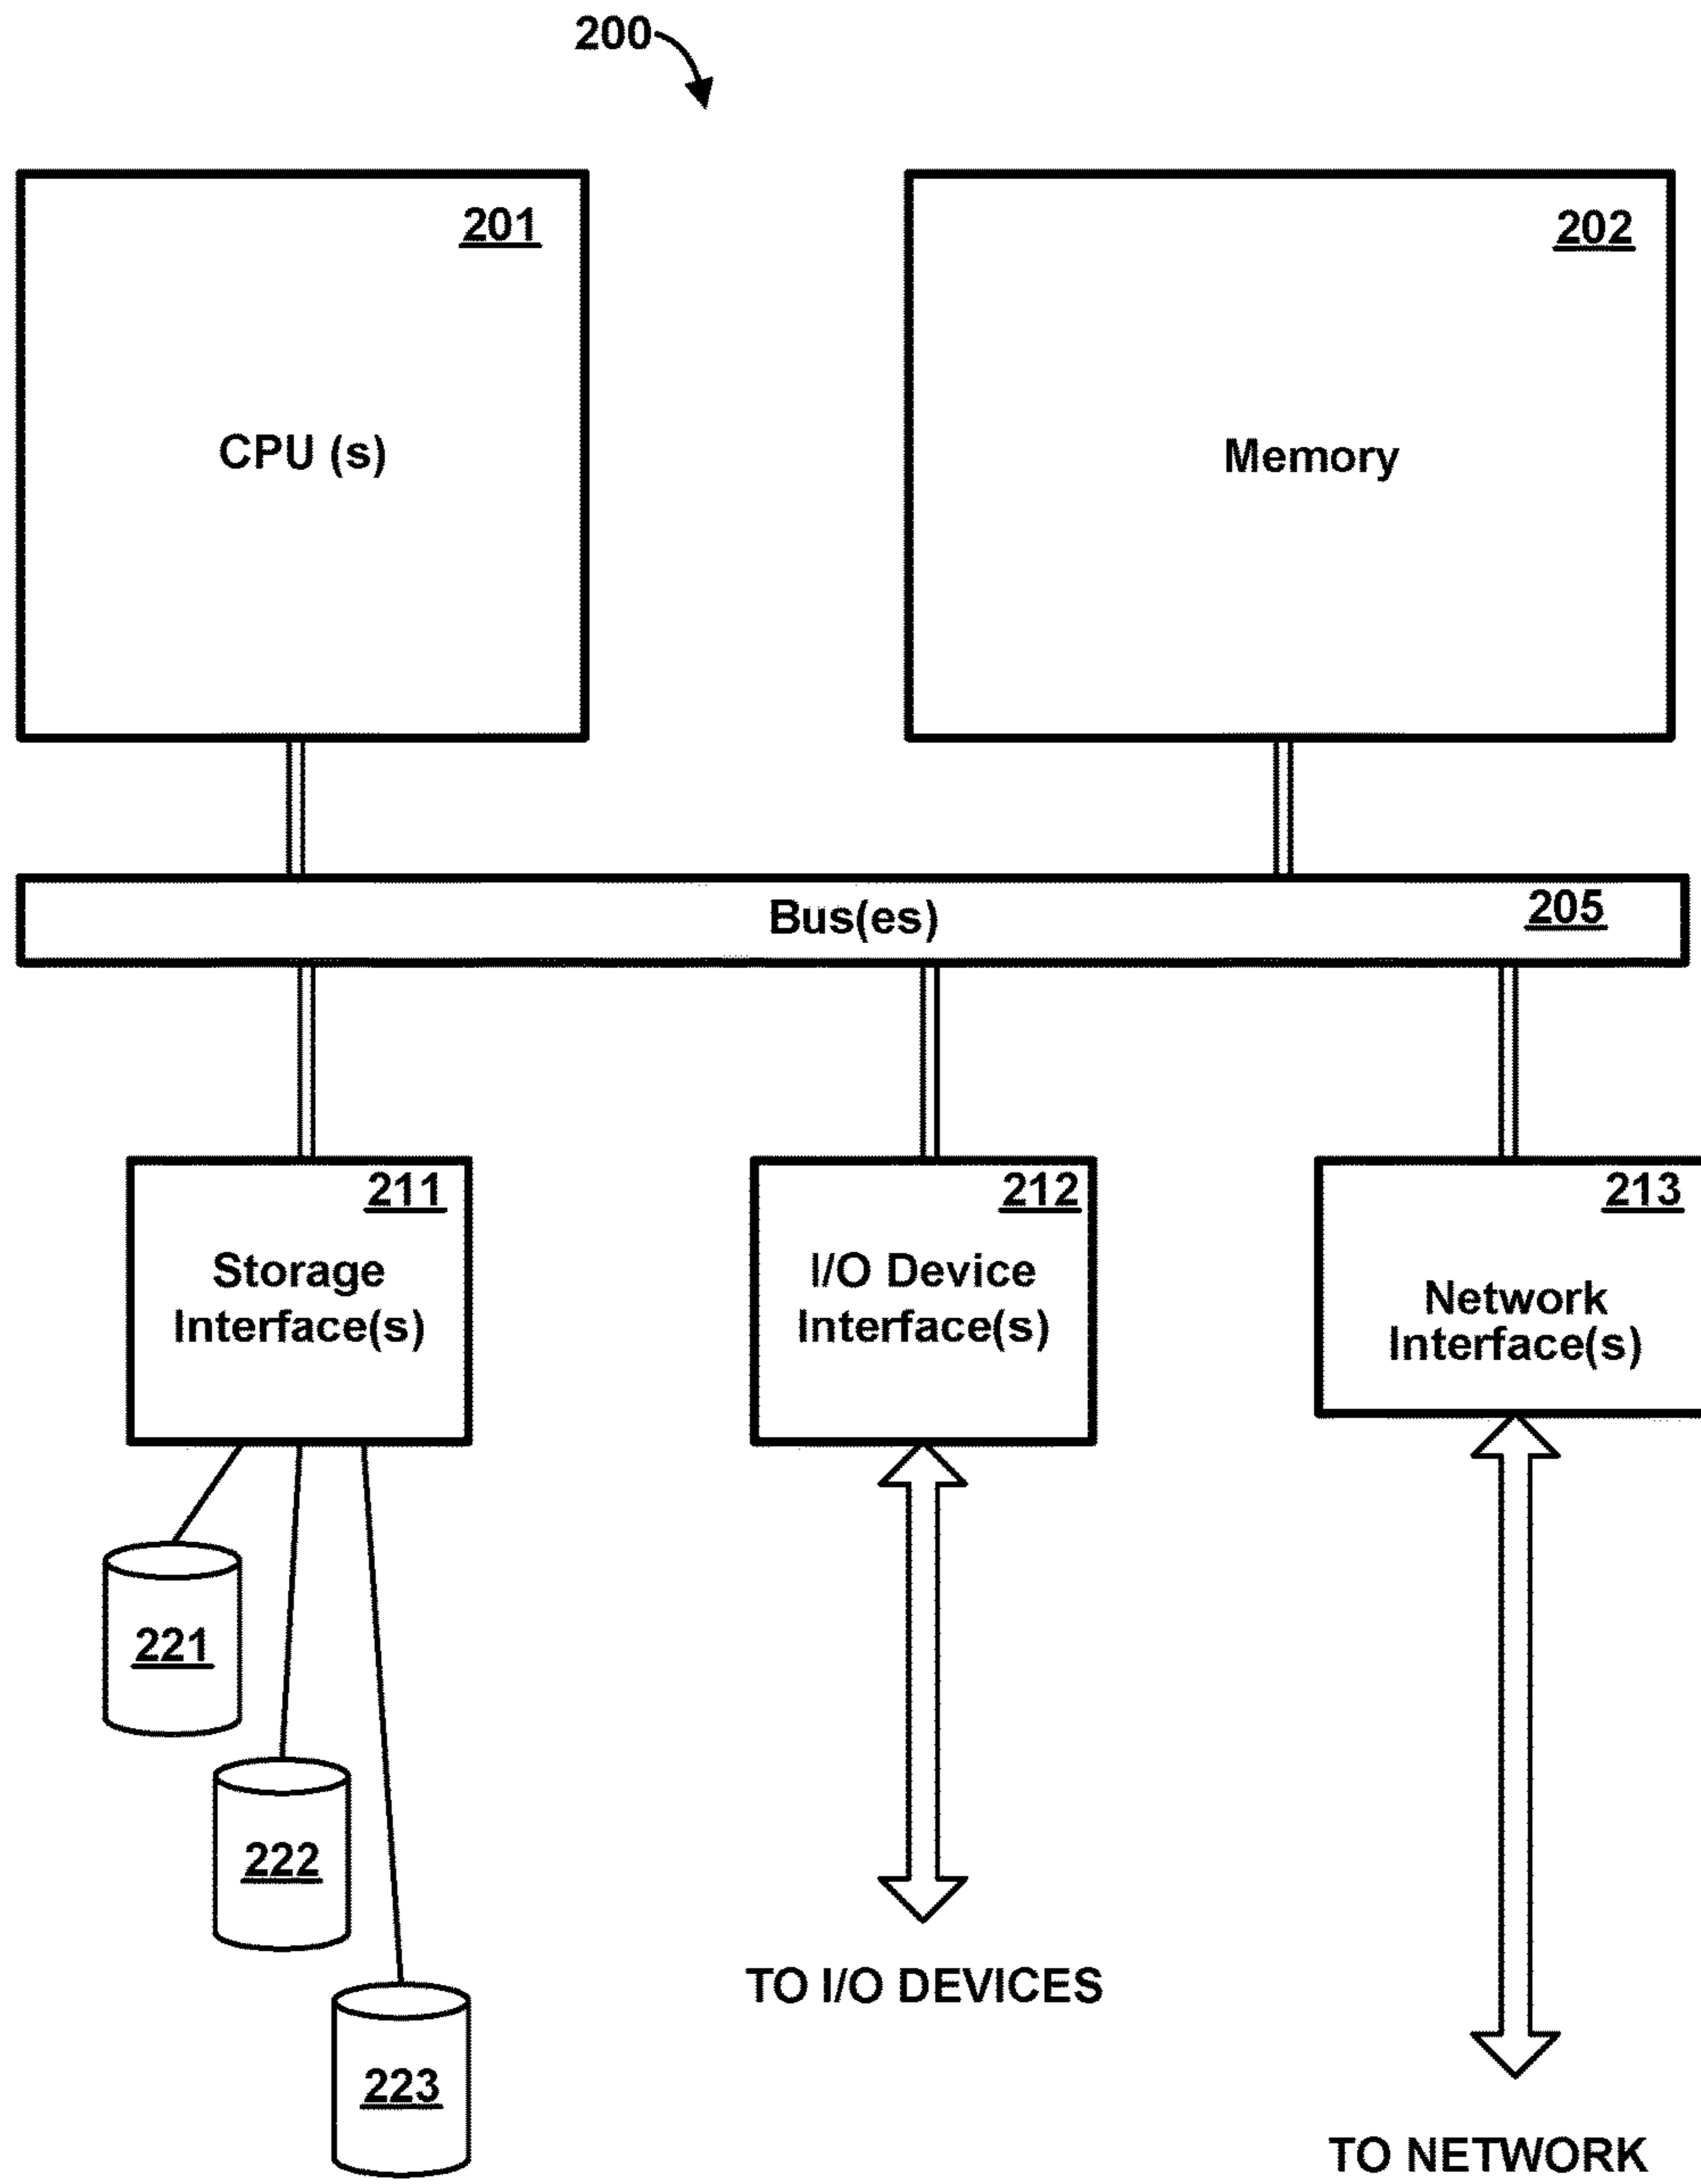 200
201
202
CPU (s)
Memory
Bus(es)
205
211
212
213
Storage
Interface(s)
I/O Device
Interface(s)
Network
Interface(s)
221
222
223
TO I/O DEVICES
TO NETWORK